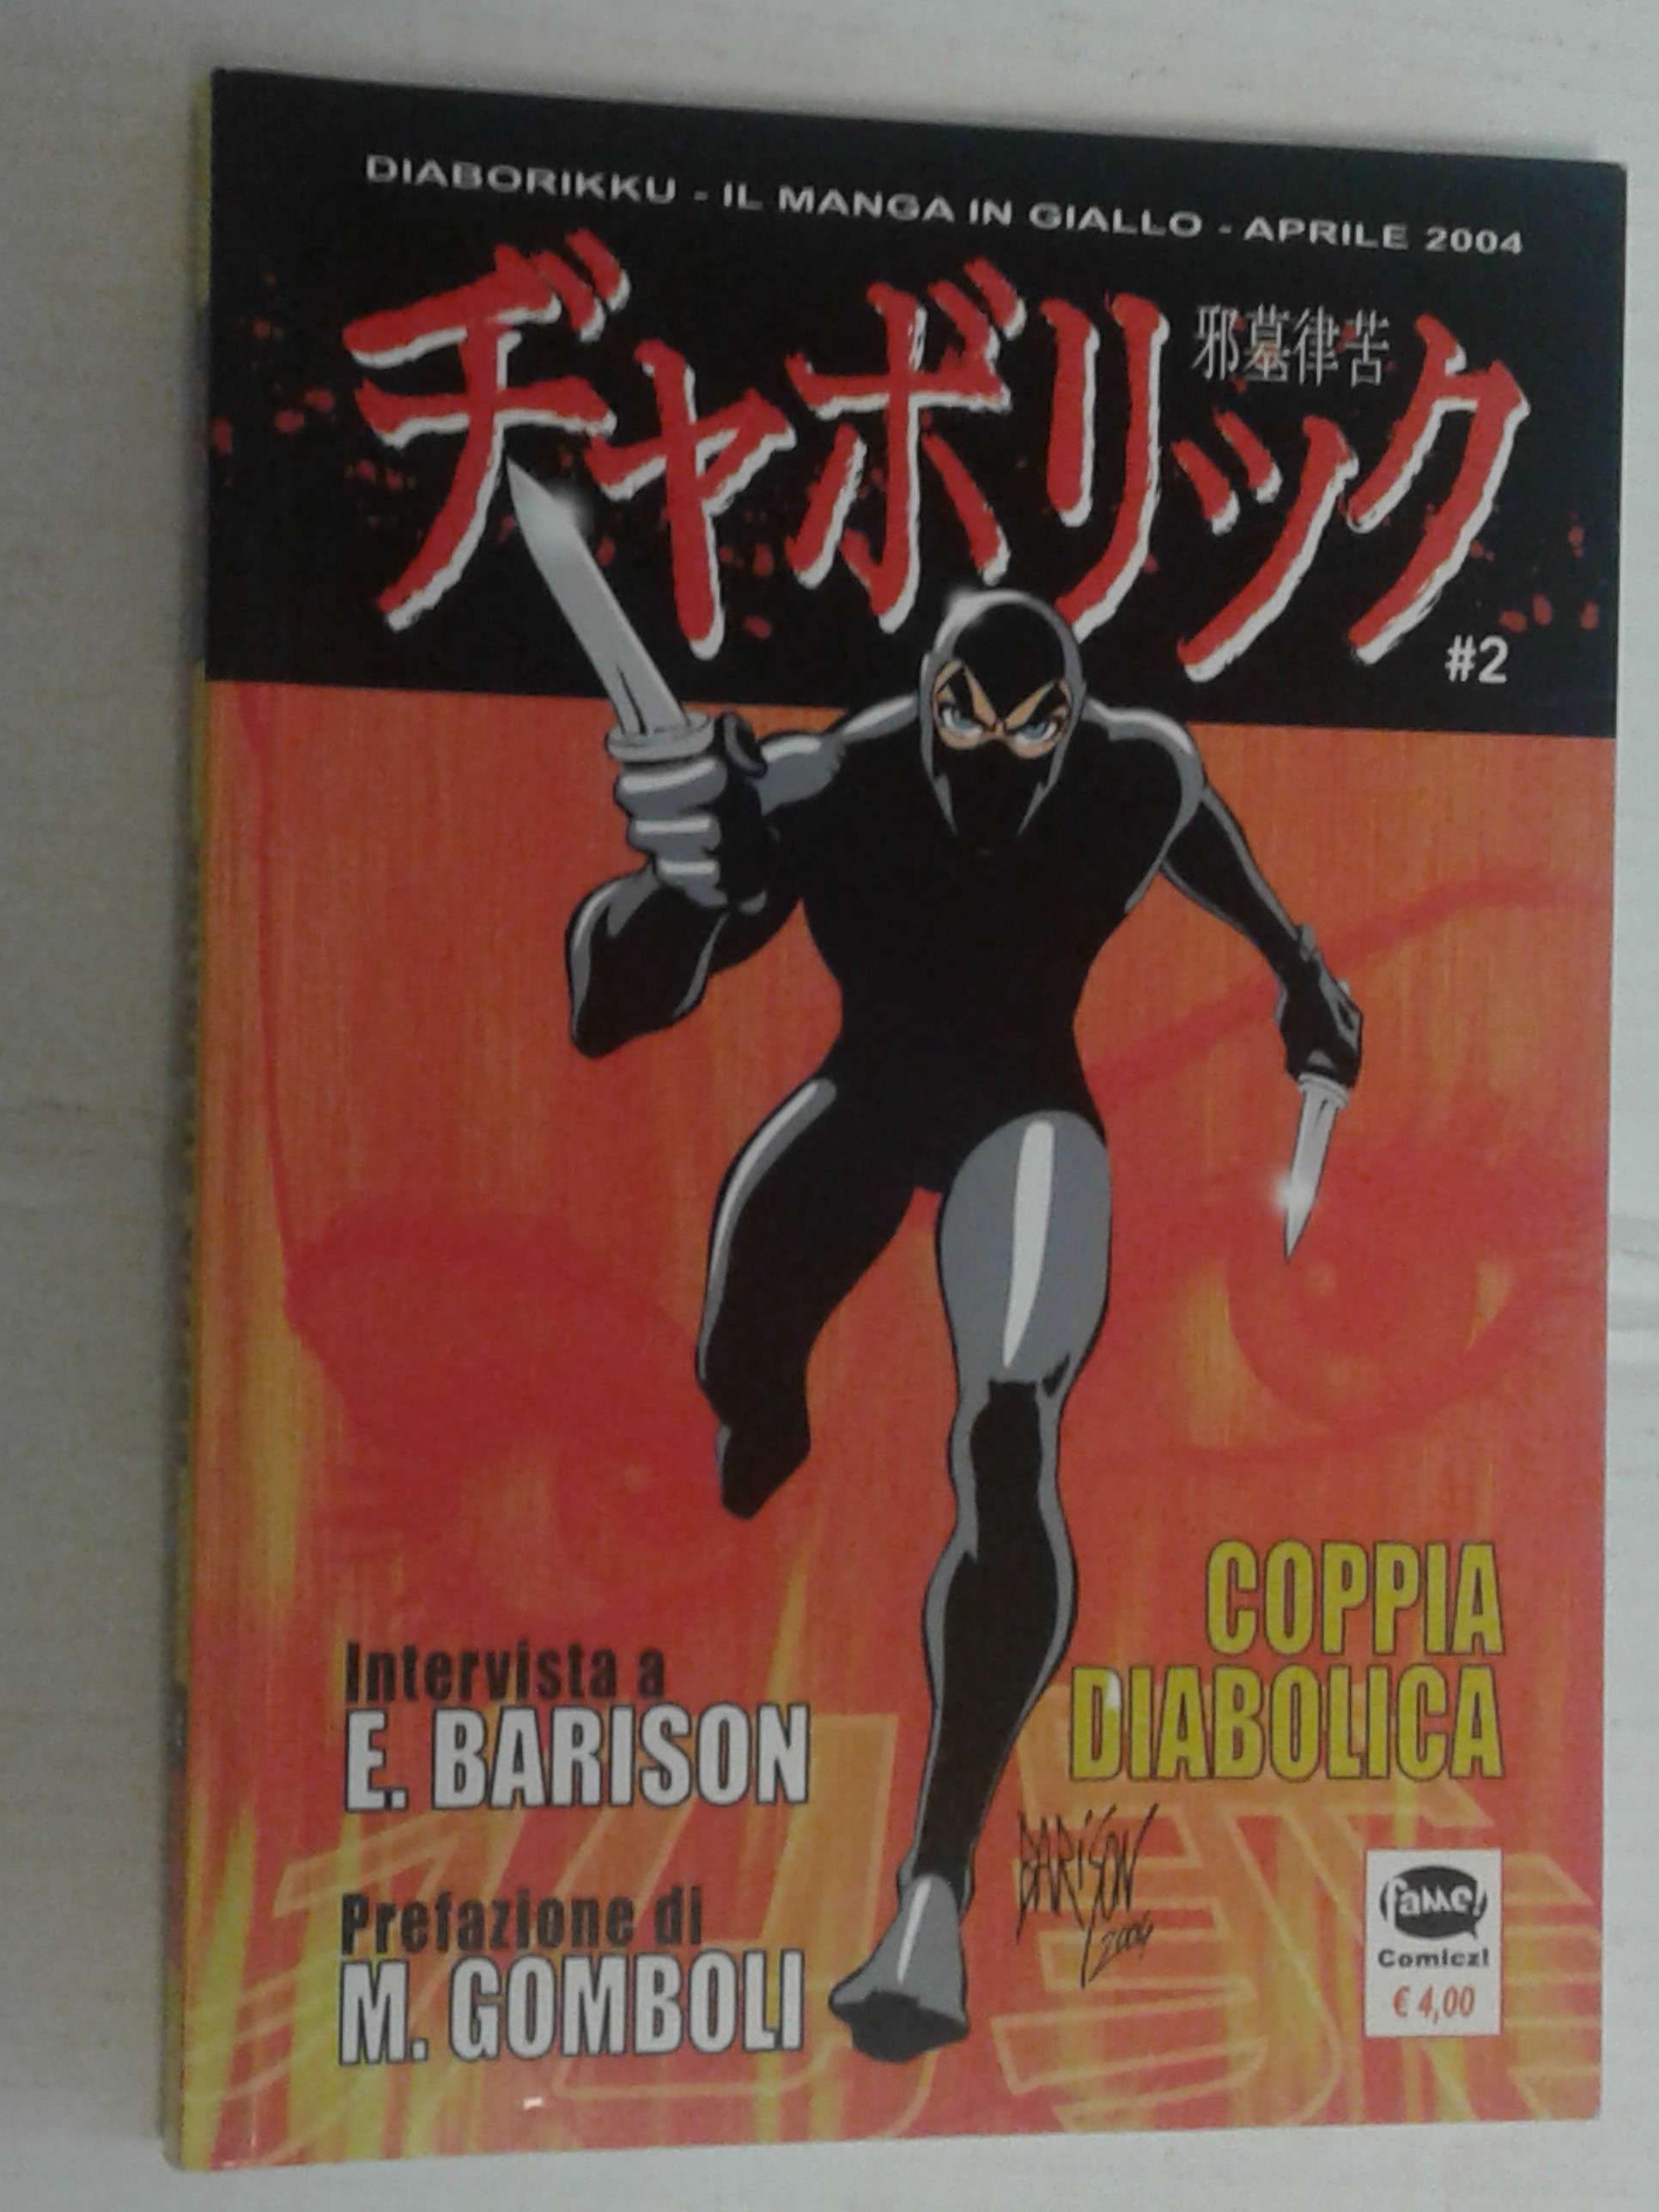 DIABORIKKU - IL MANGA IN GIALLO - APRILE 2004
ヂャボリック
邪墓律苦
#2
COPPIA
DIABOLICA
Intervista a
E. BARISON
Prefazione di
M. GOMBOLI
BARISON
2004
fame!
Comicz!
€ 4,00